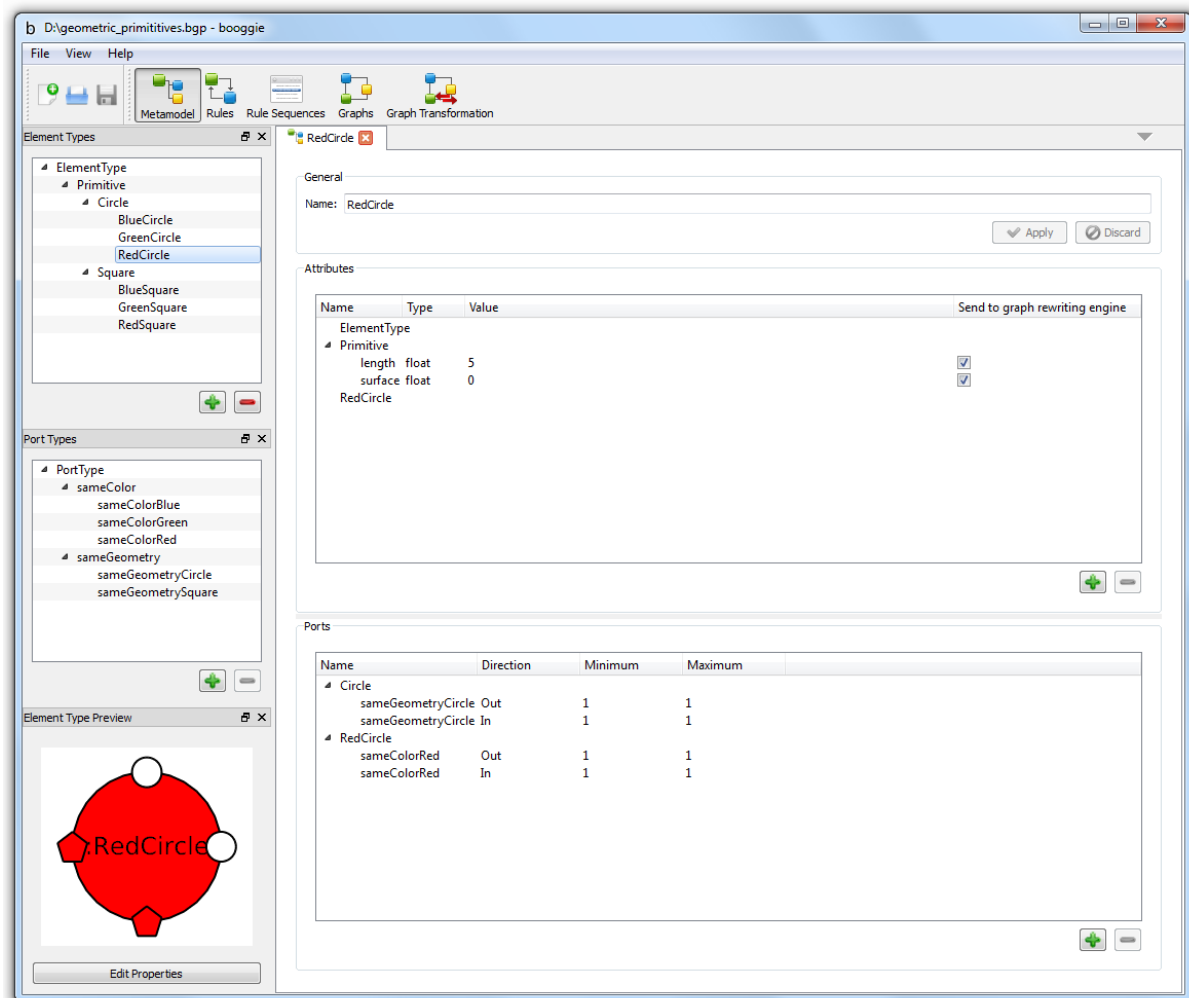 b D:\geometric_primititives.bgp - booggie
File View Help
Metamodel Rules Rule Sequences Graphs Graph Transformation
Element Types
ElementType
Primitive
Circle
BlueCircle
GreenCircle
RedCircle
Square
BlueSquare
GreenSquare
RedSquare
Port Types
PortType
sameColor
sameColorBlue
sameColorGreen
sameColorRed
sameGeometry
sameGeometryCircle
sameGeometrySquare
Element Type Preview
:RedCircle
Edit Properties
RedCircle
General
Name: RedCircle
Apply Discard
Attributes
Name Type Value Send to graph rewriting engine
ElementType
Primitive
length float 5
surface float 0
RedCircle
Ports
Name Direction Minimum Maximum
Circle
sameGeometryCircle Out 1 1
sameGeometryCircle In 1 1
RedCircle
sameColorRed Out 1 1
sameColorRed In 1 1